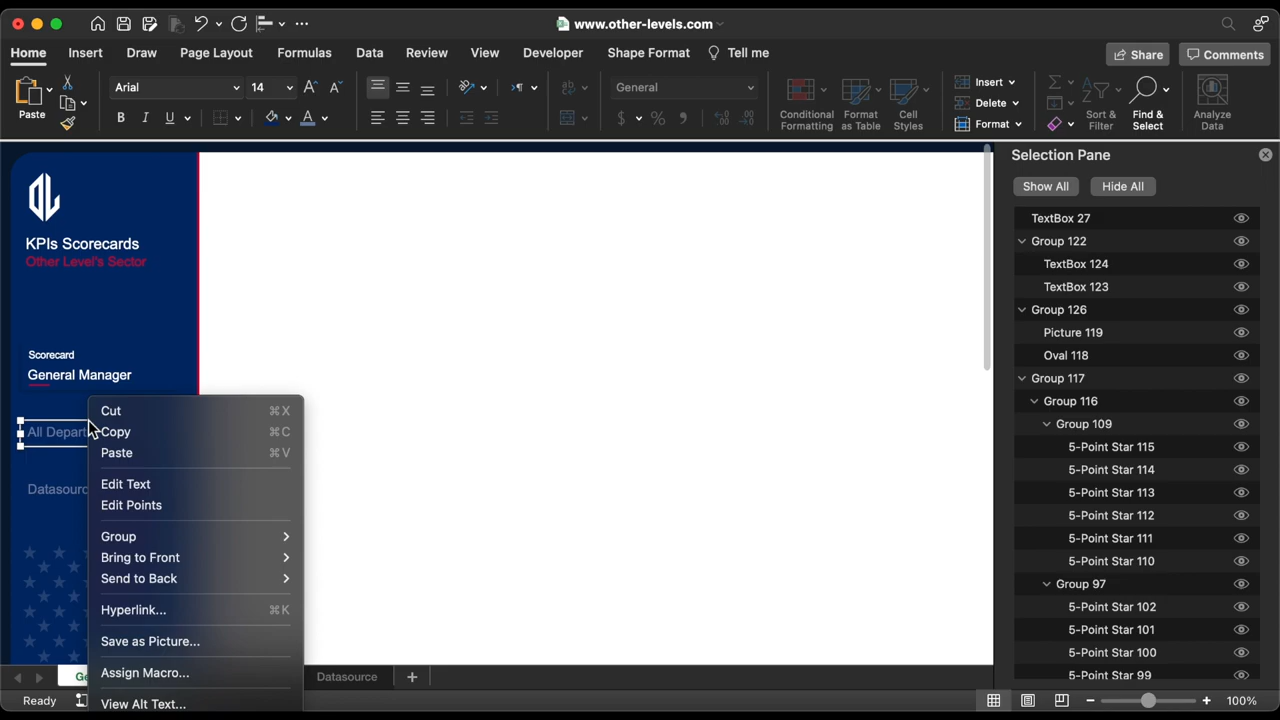 www.other-levels.com
Home Insert Draw Page Layout Formulas Data Review View Developer Shape Format Tell me Share Comments
Paste
Arial 14
B I U
A
General
$ %
Conditional Formatting
Format as Table
Cell Styles
Insert
Delete
Format
Sort & Filter
Find & Select
Analyze Data
KPIs Scorecards
Other Level's Sector
Scorecard
General Manager
All Depart
Datasourc
Cut ⌘X
Copy ⌘C
Paste ⌘V
Edit Text
Edit Points
Group
Bring to Front
Send to Back
Hyperlink... ⌘K
Save as Picture...
Assign Macro...
View Alt Text...
Selection Pane
Show All Hide All
TextBox 27
Group 122
TextBox 124
TextBox 123
Group 126
Picture 119
Oval 118
Group 117
Group 116
Group 109
5-Point Star 115
5-Point Star 114
5-Point Star 113
5-Point Star 112
5-Point Star 111
5-Point Star 110
Group 97
5-Point Star 102
5-Point Star 101
5-Point Star 100
5-Point Star 99
Ge
Datasource
Ready
100%